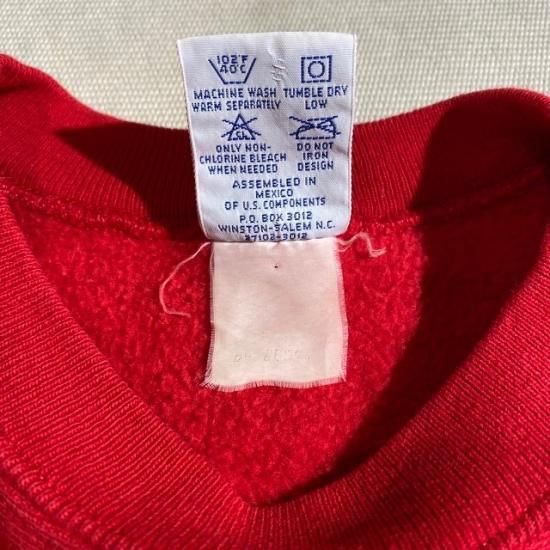 102°F
40°C
MACHINE WASH
WARM SEPARATELY
TUMBLE DRY
LOW
CL
ONLY NON-
CHLORINE BLEACH
WHEN NEEDED
DO NOT
IRON
DESIGN
ASSEMBLED IN
MEXICO
OF U.S. COMPONENTS
P.O. BOX 3012
WINSTON-SALEM N.C.
27102-3012